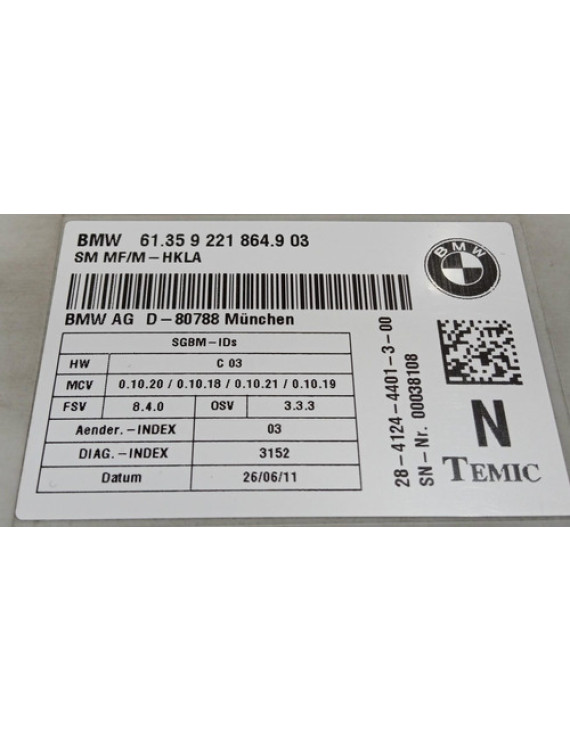 BMW 61.35 9 221 864.9 03
SM MF/M-HKLA
BMW
BMW AG D-80788 München
SGBM-IDs
HW C 03
MCV 0.10.20 / 0.10.18 / 0.10.21 / 0.10.19
FSV 8.4.0 OSV 3.3.3
Aender.-INDEX 03
DIAG.-INDEX 3152
Datum 26/06/11
28-4124-4401-3-00
SN-Nr. 00038108
N
TEMIC